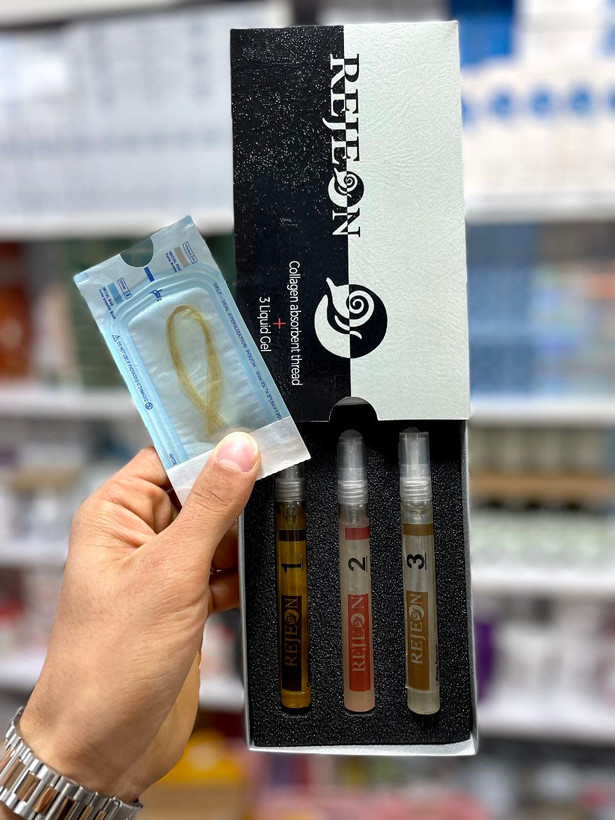 REJEON
Collagen absorbent thread
+
3 Liquid Gel
1
REJEON
2
REJEON
3
REJEON